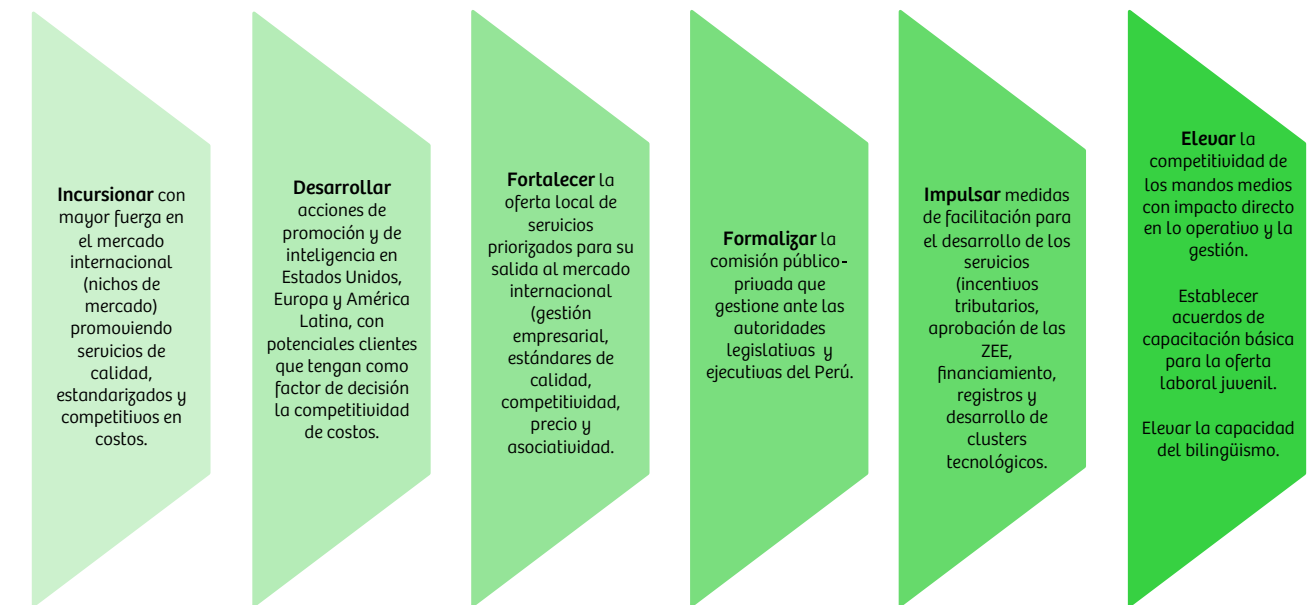 Incursionar con
mayor fuerza en
el mercado
internacional
(nichos de
mercado)
promoviendo
servicios de
calidad,
estandarizados y
competitivos en
costos.
Desarrollar
acciones de
promoción y de
inteligencia en
Estados Unidos,
Europa y América
Latina, con
potenciales clientes
que tengan como
factor de decisión
la competitividad
de costos.
Fortalecer la
oferta local de
servicios
priorizados para su
salida al mercado
internacional
(gestión
empresarial,
estándares de
calidad,
competitividad,
precio y
asociatividad.
Formalizar la
comisión público-
privada que
gestione ante las
autoridades
legislativas y
ejecutivas del Perú.
Impulsar medidas
de facilitación para
el desarrollo de los
servicios
(incentivos
tributarios,
aprobación de las
ZEE,
financiamiento,
registros y
desarrollo de
clusters
tecnológicos.
Elevar la
competitividad de
los mandos medios
con impacto directo
en lo operativo y la
gestión.
Establecer
acuerdos de
capacitación básica
para la oferta
laboral juvenil.
Elevar la capacidad
del bilingüismo.